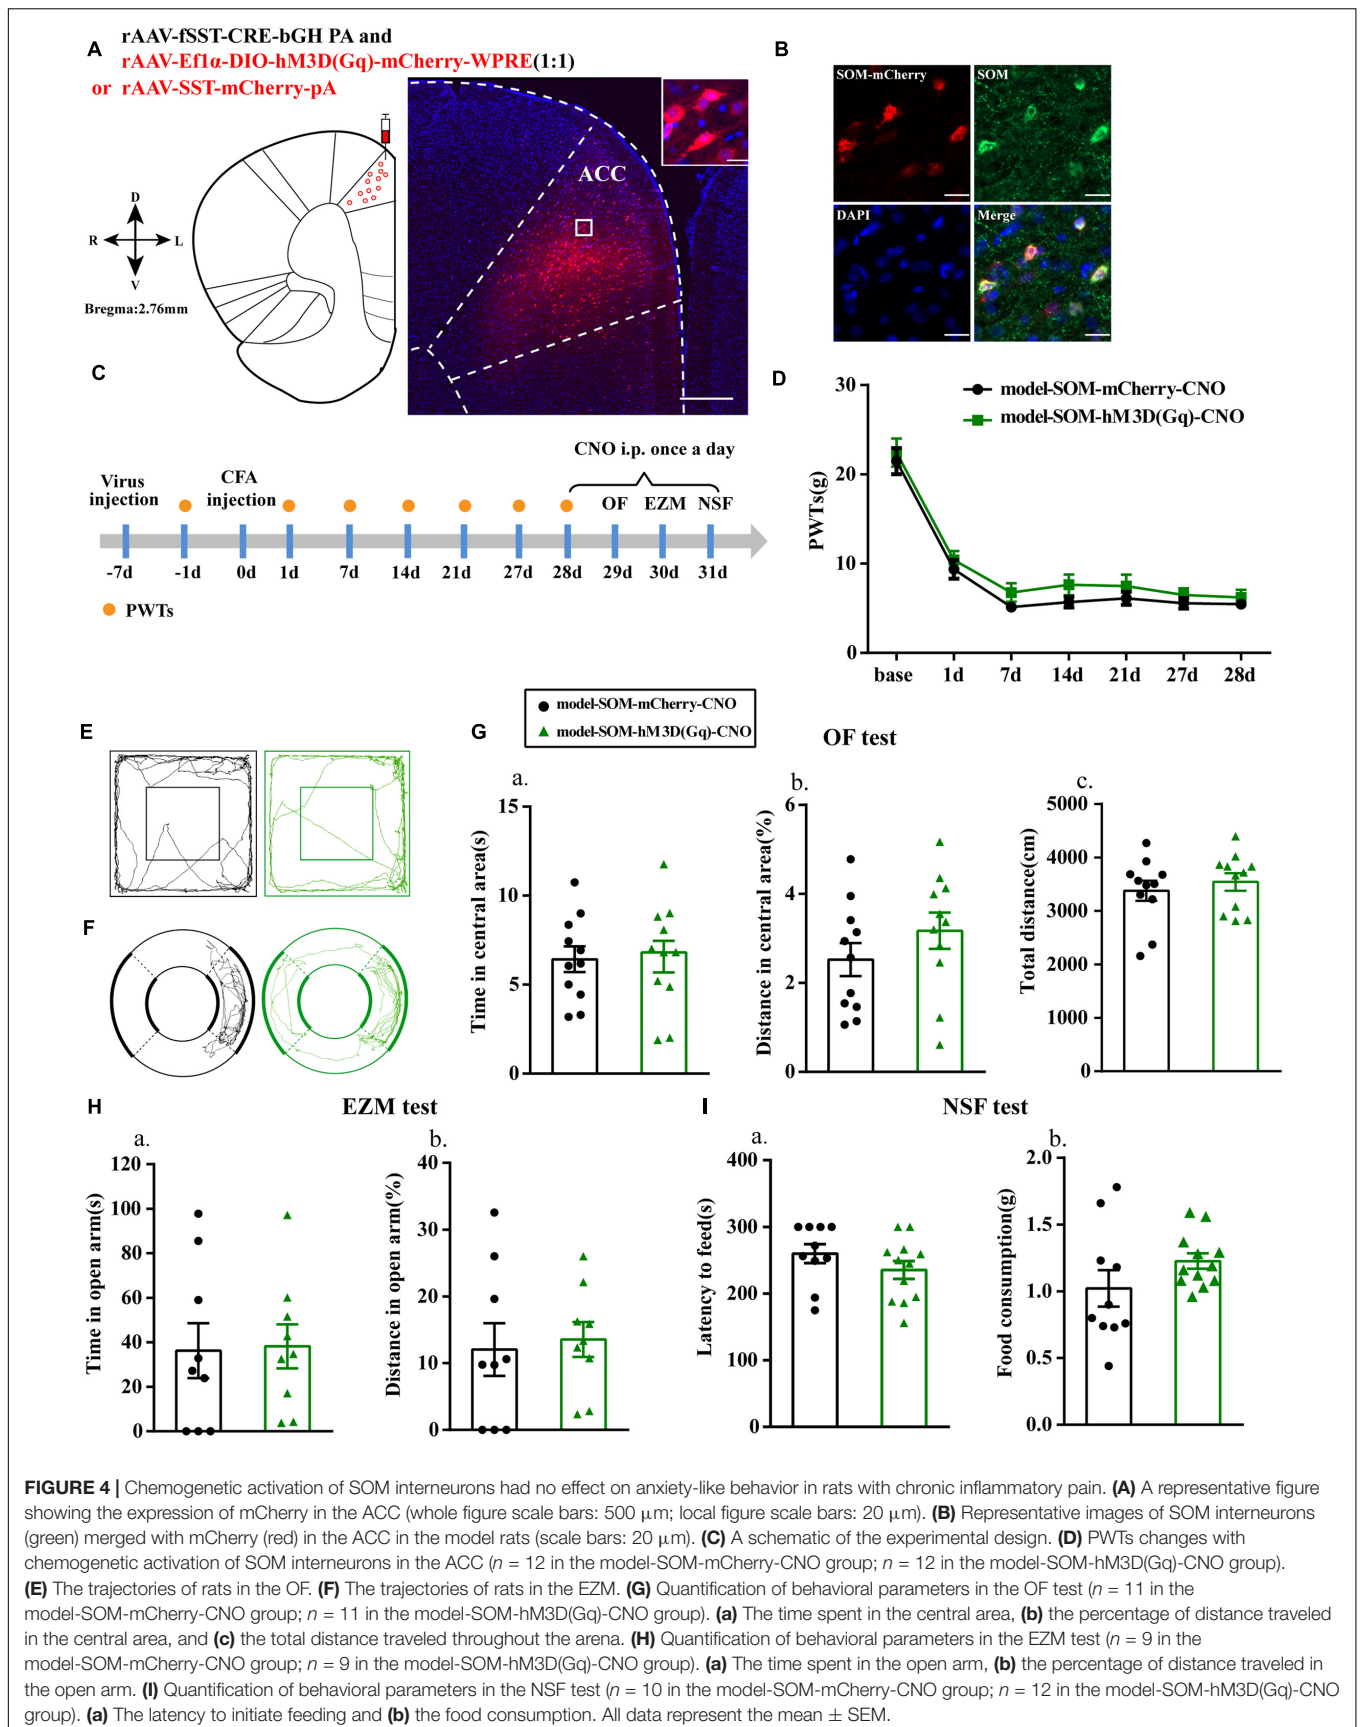 A
rAAV-fSST-CRE-bGH PA and
rAAV-Ef1α-DIO-hM3D(Gq)-mCherry-WPRE(1:1)
or rAAV-SST-mCherry-pA
ACC
D
R L
V
Bregma:2.76mm
B
SOM-mCherry SOM
DAPI Merge
C
CNO i.p. once a day
Virus injection
CFA injection
OF EZM NSF
-7d -1d 0d 1d 7d 14d 21d 27d 28d 29d 30d 31d
PWTs
D
model-SOM-mCherry-CNO
model-SOM-hM3D(Gq)-CNO
PWTs(g)
30
20
10
0
base 1d 7d 14d 21d 27d 28d
E
F
G
model-SOM-mCherry-CNO
model-SOM-hM3D(Gq)-CNO
OF test
a.
Time in central area(s)
15
10
5
0
b.
Distance in central area(%)
6
4
2
0
c.
Total distance(cm)
5000
4000
3000
2000
1000
0
H
EZM test
a.
Time in open arm(s)
120
100
80
60
40
20
0
b.
Distance in open arm(%)
40
30
20
10
0
I
NSF test
a.
Latency to feed(s)
400
300
200
100
0
b.
Food consumption(g)
2.0
1.5
1.0
0.5
0.0
FIGURE 4 | Chemogenetic activation of SOM interneurons had no effect on anxiety-like behavior in rats with chronic inflammatory pain. (A) A representative figure
showing the expression of mCherry in the ACC (whole figure scale bars: 500 μm; local figure scale bars: 20 μm). (B) Representative images of SOM interneurons
(green) merged with mCherry (red) in the ACC in the model rats (scale bars: 20 μm). (C) A schematic of the experimental design. (D) PWTs changes with
chemogenetic activation of SOM interneurons in the ACC (n = 12 in the model-SOM-mCherry-CNO group; n = 12 in the model-SOM-hM3D(Gq)-CNO group).
(E) The trajectories of rats in the OF. (F) The trajectories of rats in the EZM. (G) Quantification of behavioral parameters in the OF test (n = 11 in the
model-SOM-mCherry-CNO group; n = 11 in the model-SOM-hM3D(Gq)-CNO group). (a) The time spent in the central area, (b) the percentage of distance traveled
in the central area, and (c) the total distance traveled throughout the arena. (H) Quantification of behavioral parameters in the EZM test (n = 9 in the
model-SOM-mCherry-CNO group; n = 9 in the model-SOM-hM3D(Gq)-CNO group). (a) The time spent in the open arm, (b) the percentage of distance traveled in
the open arm. (I) Quantification of behavioral parameters in the NSF test (n = 10 in the model-SOM-mCherry-CNO group; n = 12 in the model-SOM-hM3D(Gq)-CNO
group). (a) The latency to initiate feeding and (b) the food consumption. All data represent the mean ± SEM.